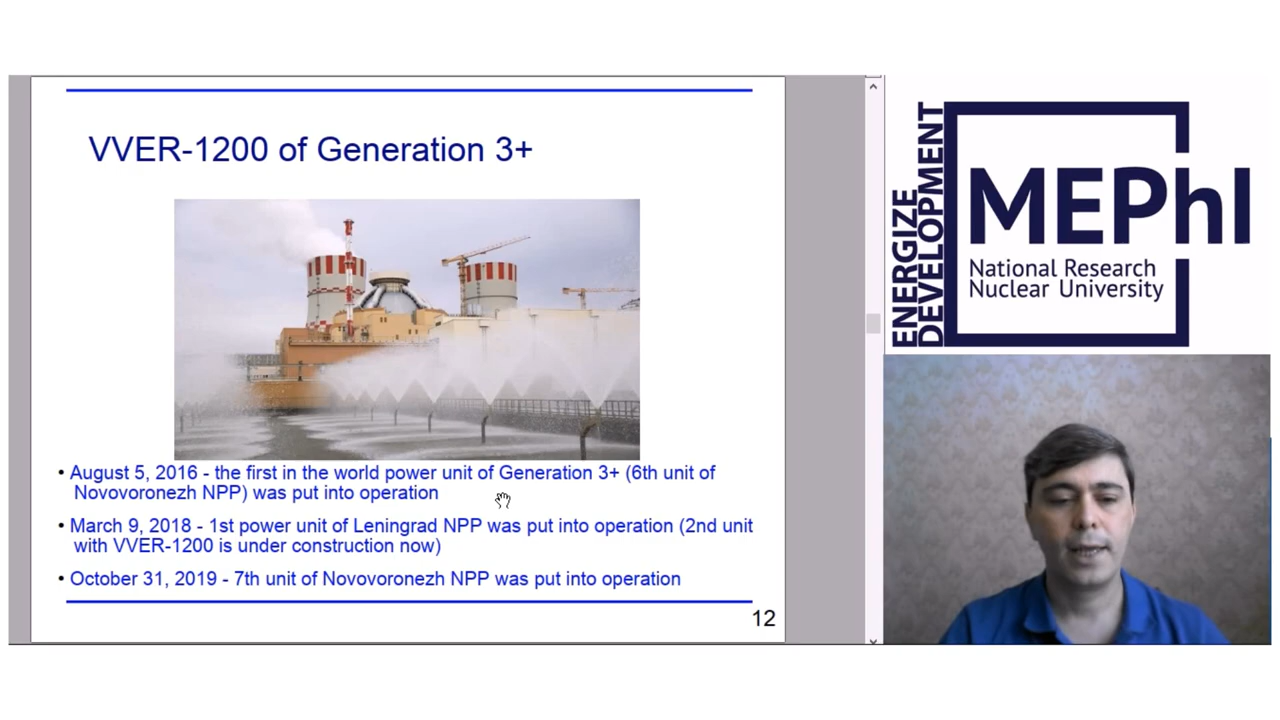 VVER-1200 of Generation 3+
• August 5, 2016 - the first in the world power unit of Generation 3+ (6th unit of
Novovoronezh NPP) was put into operation
• March 9, 2018 - 1st power unit of Leningrad NPP was put into operation (2nd unit
with VVER-1200 is under construction now)
• October 31, 2019 - 7th unit of Novovoronezh NPP was put into operation
12
ENERGIZE
DEVELOPMENT
MEPhI
National Research
Nuclear University